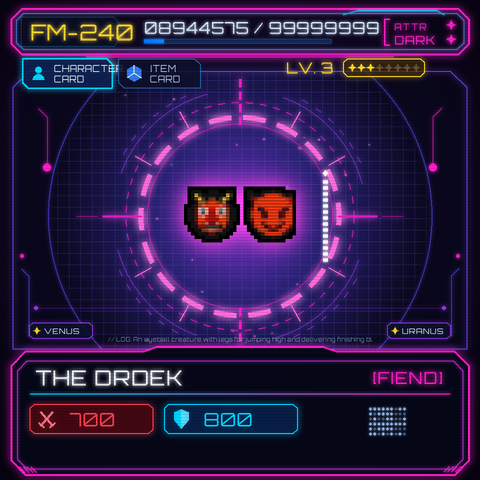 FM-240
08944575 / 99999999
ATTR
DARK
CHARACTER
CARD
ITEM
CARD
LV. 3
VENUS
URANUS
// LOG: An eyeball creature with legs for jumping high and delivering finishing bl
THE DRDEK
[FIEND]
700
800